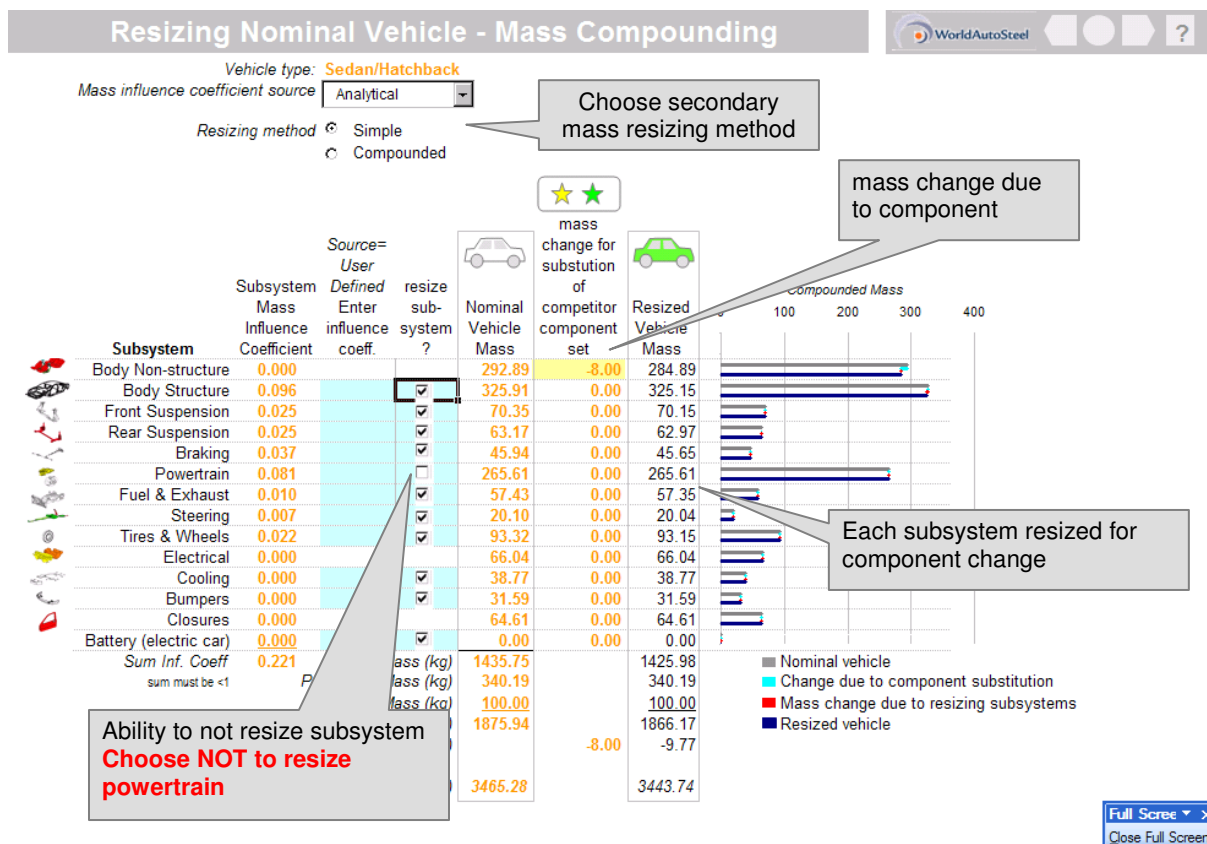 Resizing Nominal Vehicle - Mass Compounding
WorldAutoSteel
?
Vehicle type: Sedan/Hatchback
Mass influence coefficient source Analytical
Resizing method Simple
Compounded
Choose secondary
mass resizing method
mass change due
to component
Subsystem
Subsystem
Mass
Influence
Coefficient
Source=
User
Defined
Enter
influence
coeff.
resize
sub-
system
?
Nominal
Vehicle
Mass
mass
change for
substution
of
competitor
component
set
Resized
Vehicle
Mass
Compounded Mass
100 200 300 400
Body Non-structure 0.000 292.89 -8.00 284.89
Body Structure 0.096 325.91 0.00 325.15
Front Suspension 0.025 70.35 0.00 70.15
Rear Suspension 0.025 63.17 0.00 62.97
Braking 0.037 45.94 0.00 45.65
Powertrain 0.081 265.61 0.00 265.61
Fuel & Exhaust 0.010 57.43 0.00 57.35
Steering 0.007 20.10 0.00 20.04
Tires & Wheels 0.022 93.32 0.00 93.15
Electrical 0.000 66.04 0.00 66.04
Cooling 0.000 38.77 0.00 38.77
Bumpers 0.000 31.59 0.00 31.59
Closures 0.000 64.61 0.00 64.61
Battery (electric car) 0.000 0.00 0.00 0.00
Sum Inf. Coeff 0.221 (kg) 1435.75 1425.98
sum must be <1 (kg) 340.19 340.19
(kg) 100.00 100.00
1875.94 1866.17
-8.00 -9.77
3465.28 3443.74
Each subsystem resized for
component change
Ability to not resize subsystem
Choose NOT to resize
powertrain
Nominal vehicle
Change due to component substitution
Mass change due to resizing subsystems
Resized vehicle
Full Scree
Close Full Screen